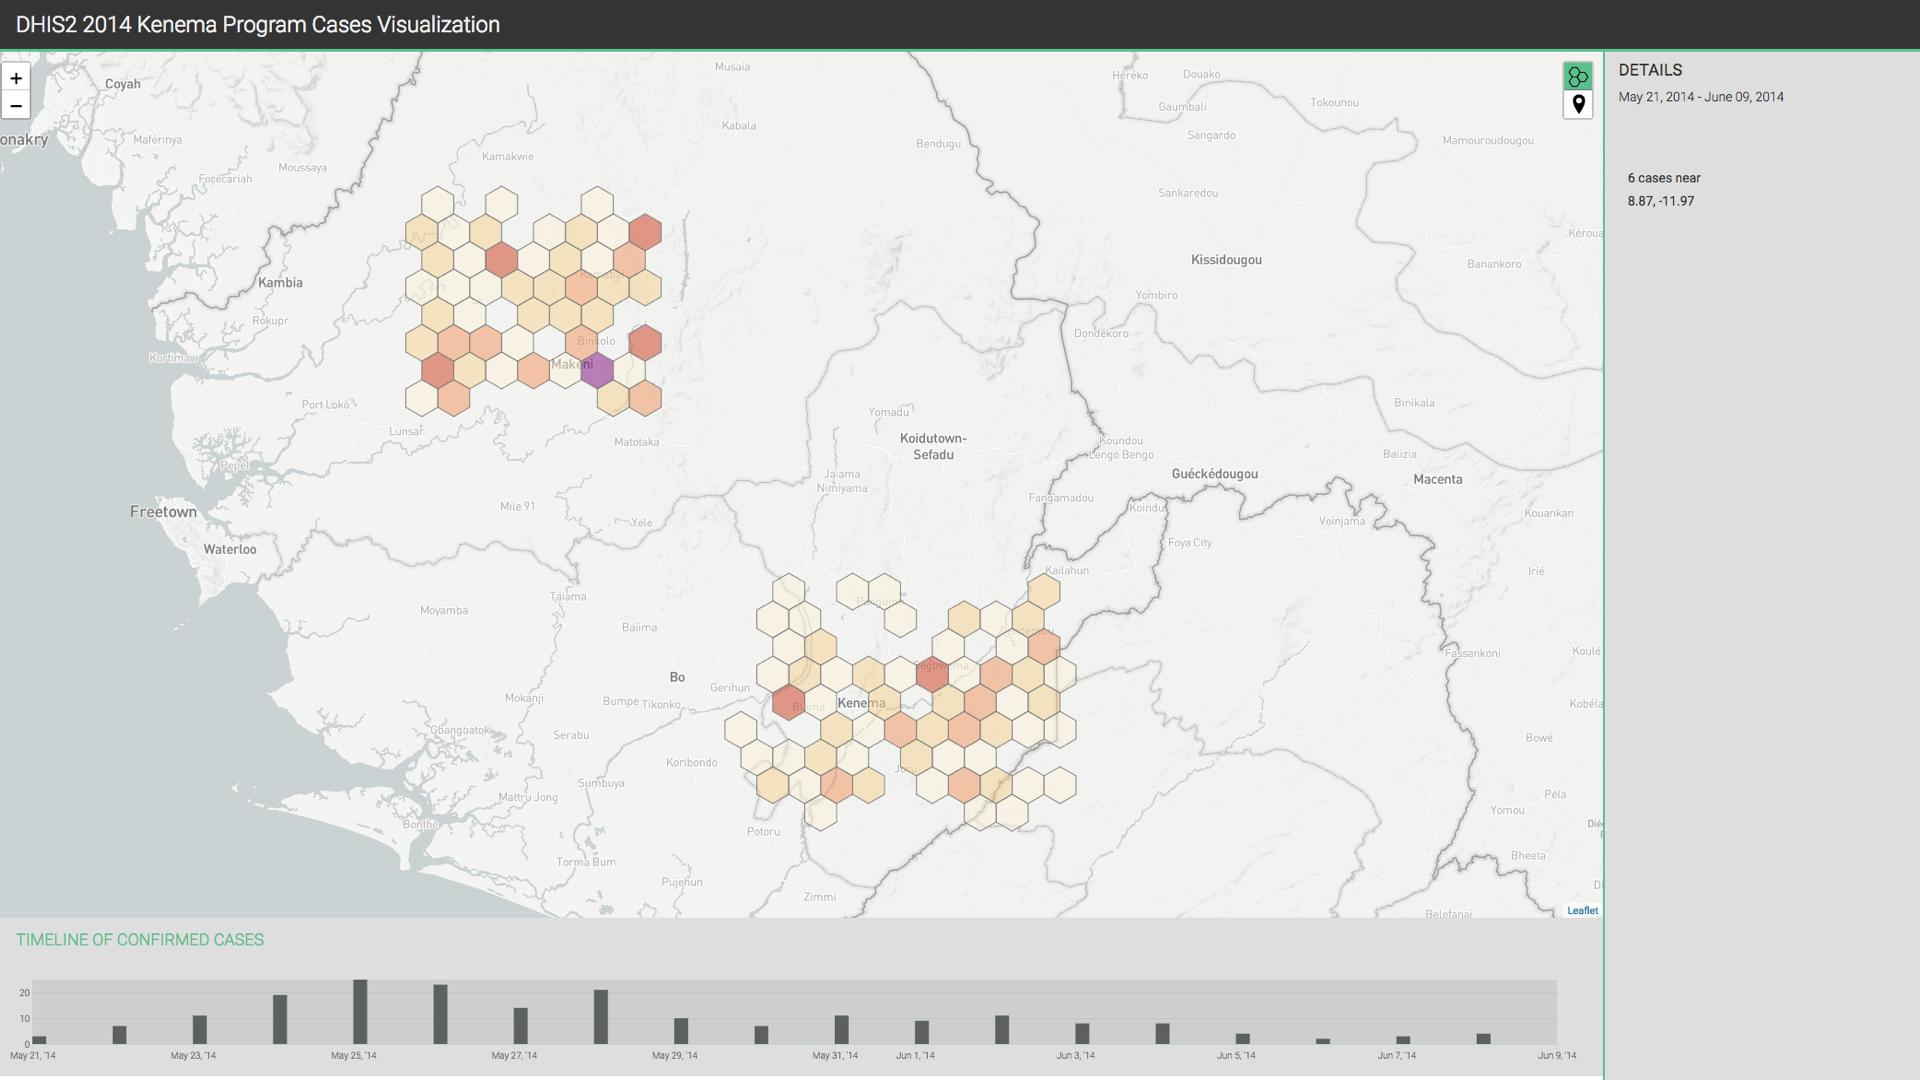 DHIS2 2014 Kenema Program Cases Visualization
+
−
Coyah
onakry
Maférinya
Moussaya
Forécariah
Kamakwie
Musaia
Kabala
Bendugu
Héréko
Douako
Gaumbali
Sangardo
Tokounou
Mamouroudougou
Sankaredou
Kissidougou
Banankoro
Yombiro
Dondékoro
Kambia
Rokupr
Kortimaw
Binkolo
Makeni
Port Loko
Lunsar
Matotaka
Pepel
Yomadu
Koidutown-
Sefadu
Binikala
Koundou
Lengo Bengo
Balizia
Jaiama
Nimiyama
Guéckédougou
Macenta
Fangamadou
Koindu
Kouankan
Mile 91
Yele
Voinjama
Freetown
Waterloo
Foya City
Kailahun
Irié
Taiama
Moyamba
Baiima
Segbwema
Fassankoni
Koulé
Bo
Gerihun
Mokanji
Bumpe
Tikonko
Blama
Kenema
Gbangbatok
Serabu
Koribondo
Joru
Bowé
Sumbuya
Mattru Jong
Péla
Yomou
Bonthe
Potoru
Torma Bum
Bheeta
Pujehun
Zimmi
Belefanai
Leaflet
DETAILS
May 21, 2014 - June 09, 2014
6 cases near
8.87, -11.97
TIMELINE OF CONFIRMED CASES
20
10
0
May 21, '14
May 23, '14
May 25, '14
May 27, '14
May 29, '14
May 31, '14
Jun 1, '14
Jun 3, '14
Jun 5, '14
Jun 7, '14
Jun 9, '14